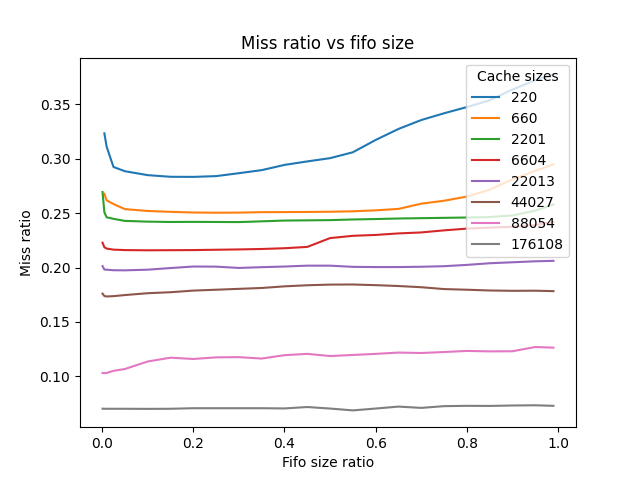 Miss ratio vs fifo size
Cache sizes
220
660
2201
6604
22013
44027
88054
176108
Miss ratio
0.35
0.30
0.25
0.20
0.15
0.10
0.0 0.2 0.4 0.6 0.8 1.0
Fifo size ratio